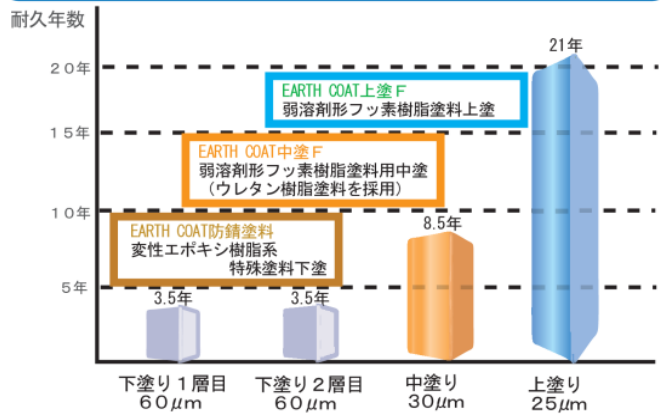 耐久年数
21年
20年
EARTH COAT上塗F
弱溶剤形フッ素樹脂塗料上塗
15年
EARTH COAT中塗F
弱溶剤形フッ素樹脂塗料用中塗
（ウレタン樹脂塗料を採用）
10年
8.5年
EARTH COAT防錆塗料
変性エポキシ樹脂系
特殊塗料下塗
5年
3.5年
3.5年
下塗り1層目
60μm
下塗り2層目
60μm
中塗り
30μm
上塗り
25μm